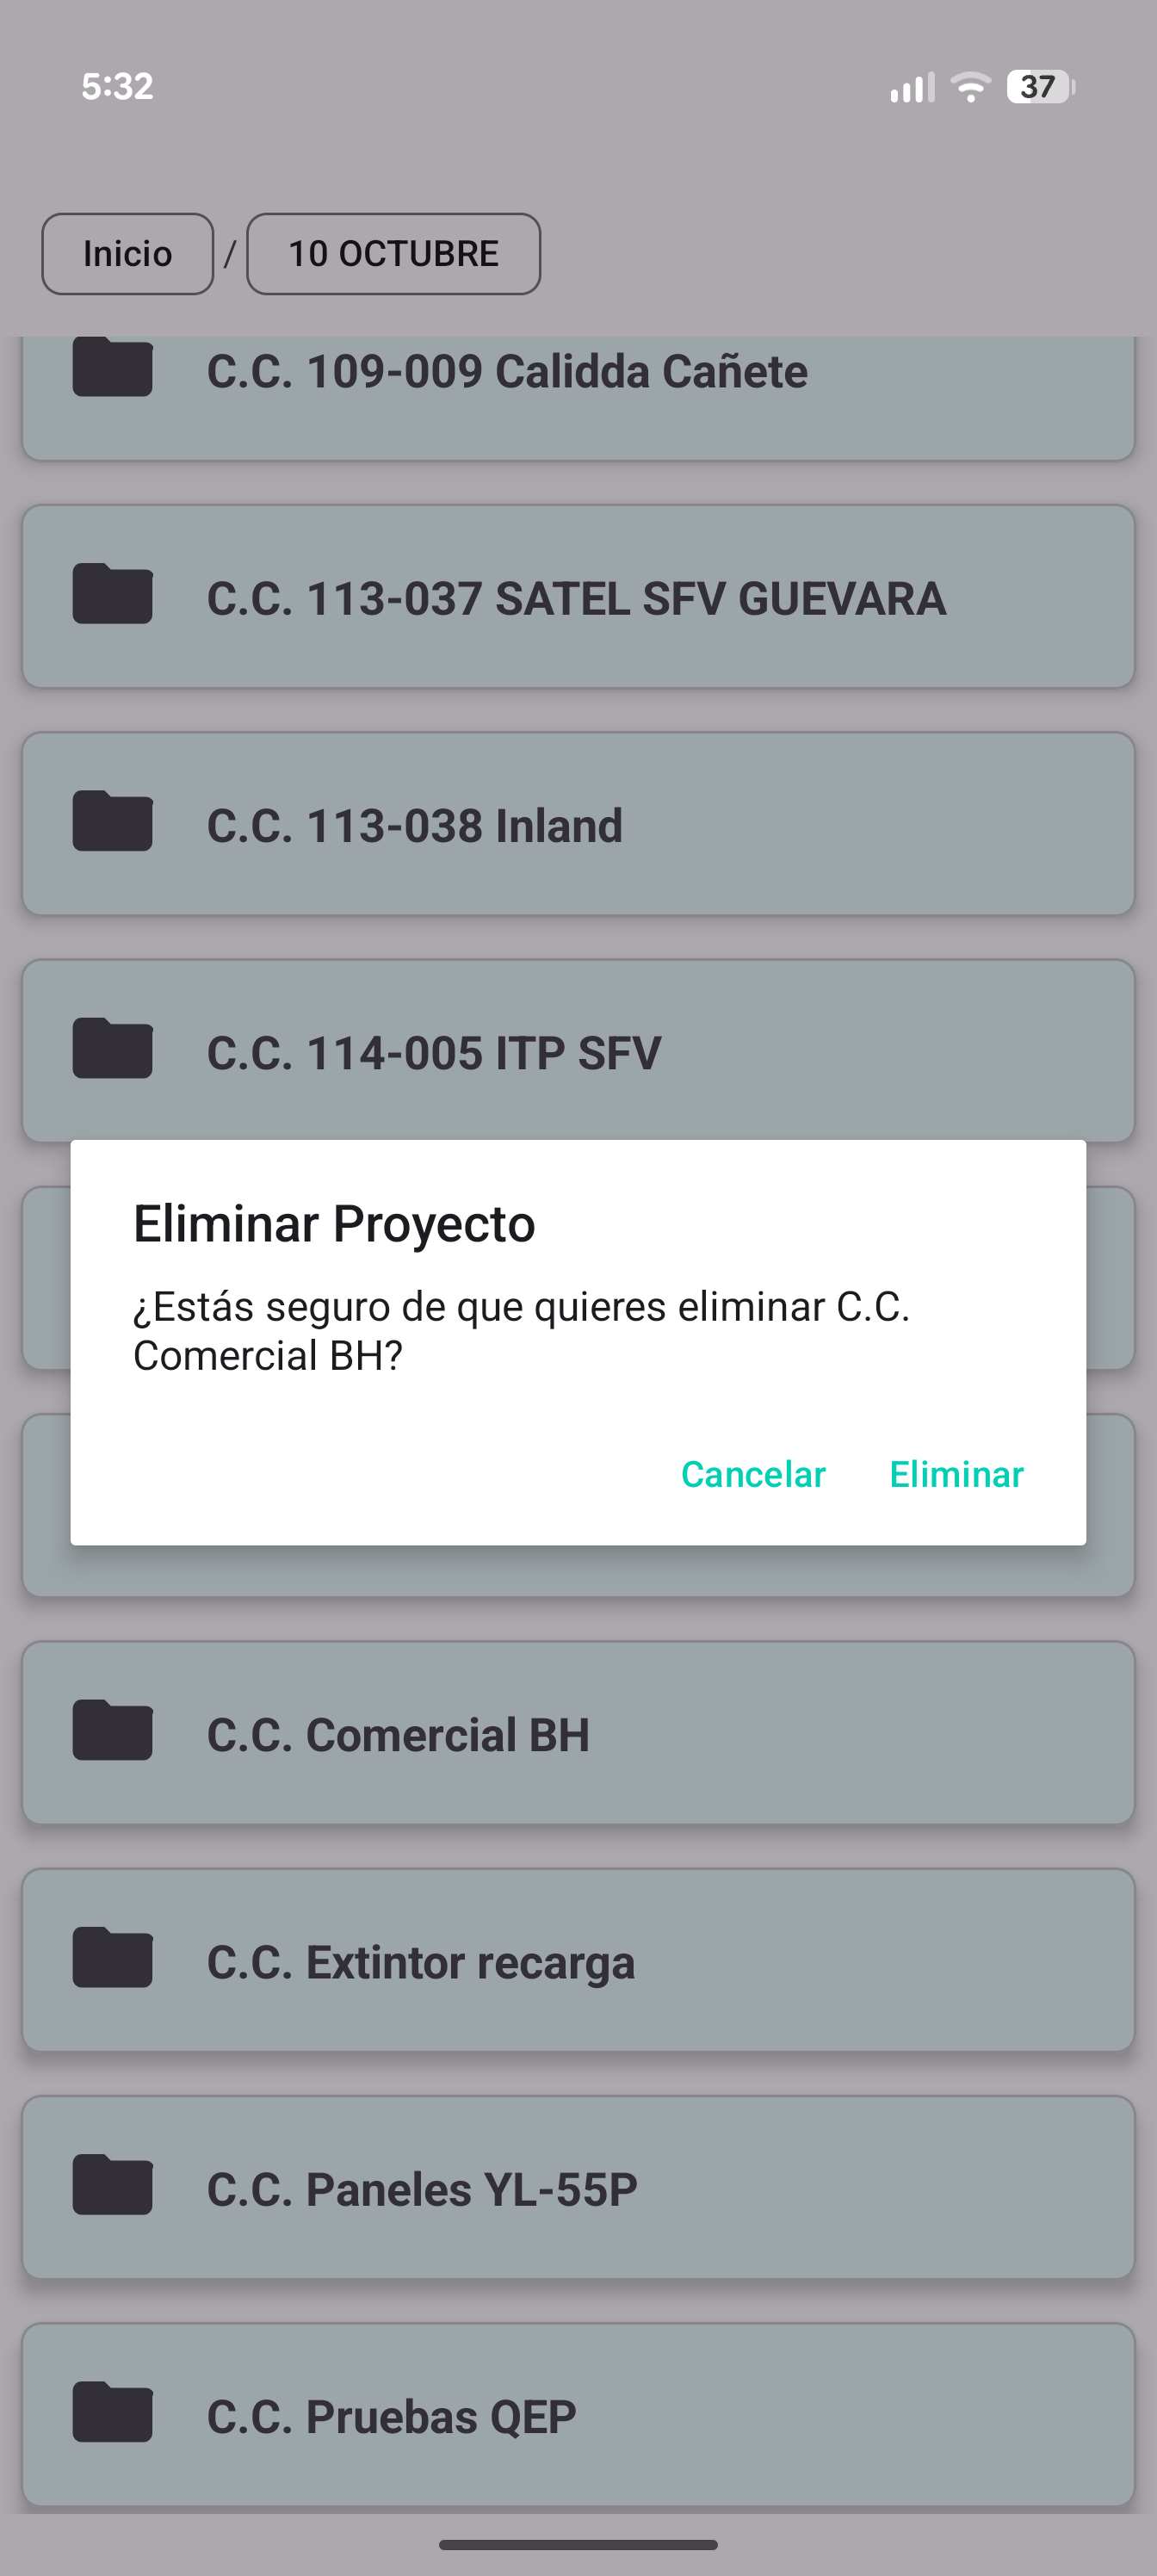 5:32
37
Inicio / 10 OCTUBRE
C.C. 109-009 Calidda Cañete
C.C. 113-037 SATEL SFV GUEVARA
C.C. 113-038 Inland
C.C. 114-005 ITP SFV
Eliminar Proyecto
¿Estás seguro de que quieres eliminar C.C.
Comercial BH?
Cancelar Eliminar
C.C. Comercial BH
C.C. Extintor recarga
C.C. Paneles YL-55P
C.C. Pruebas QEP